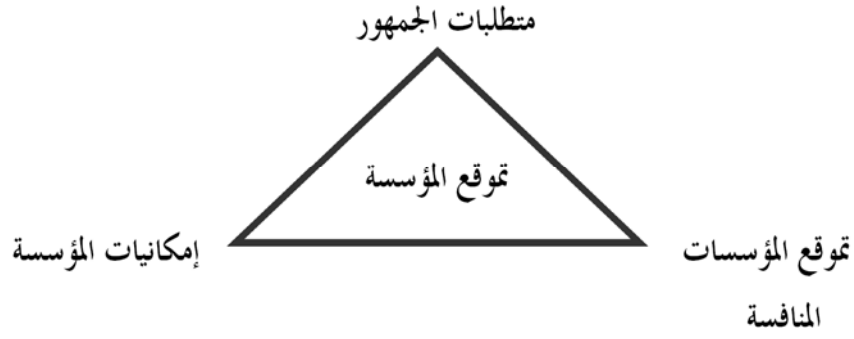 متطلبات الجمهور
تموقع المؤسسة
تموقع المؤسسات
المنافسة
إمكانيات المؤسسة